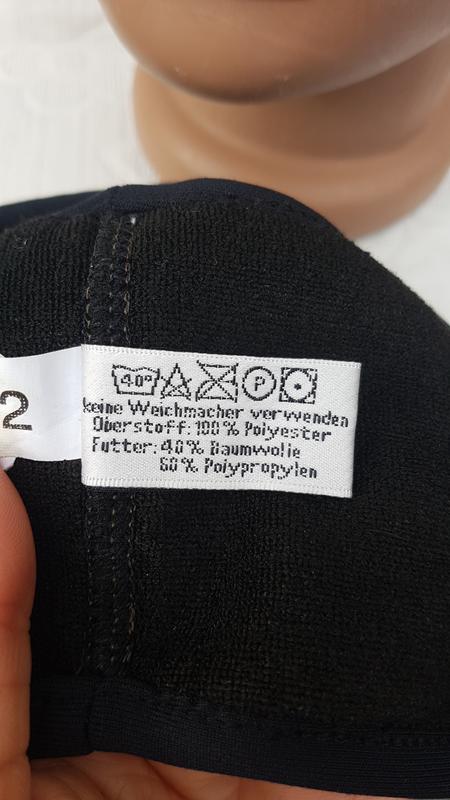 2
40°
P
keine Weichmacher verwenden
Oberstoff: 100 % Polyester
Futter: 40 % Baumwolle
60 % Polypropylen